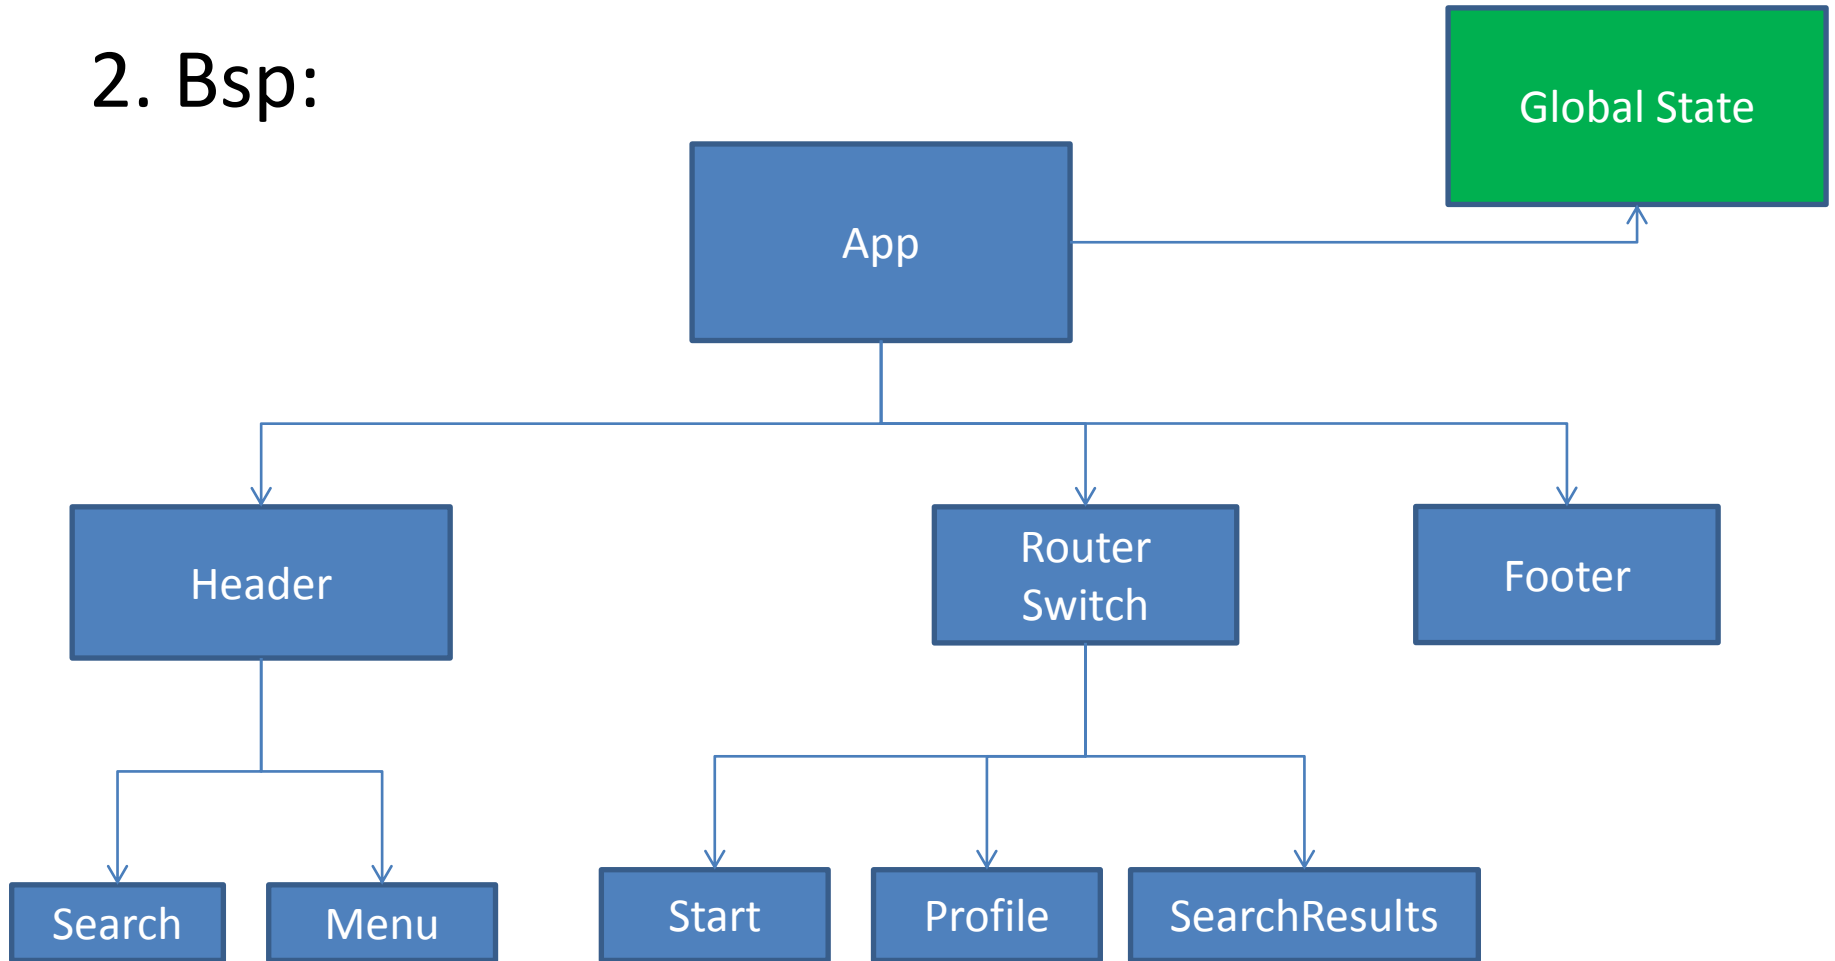 2. Bsp:
Global State
App
Header
Router
Switch
Footer
Search
Menu
Start
Profile
SearchResults